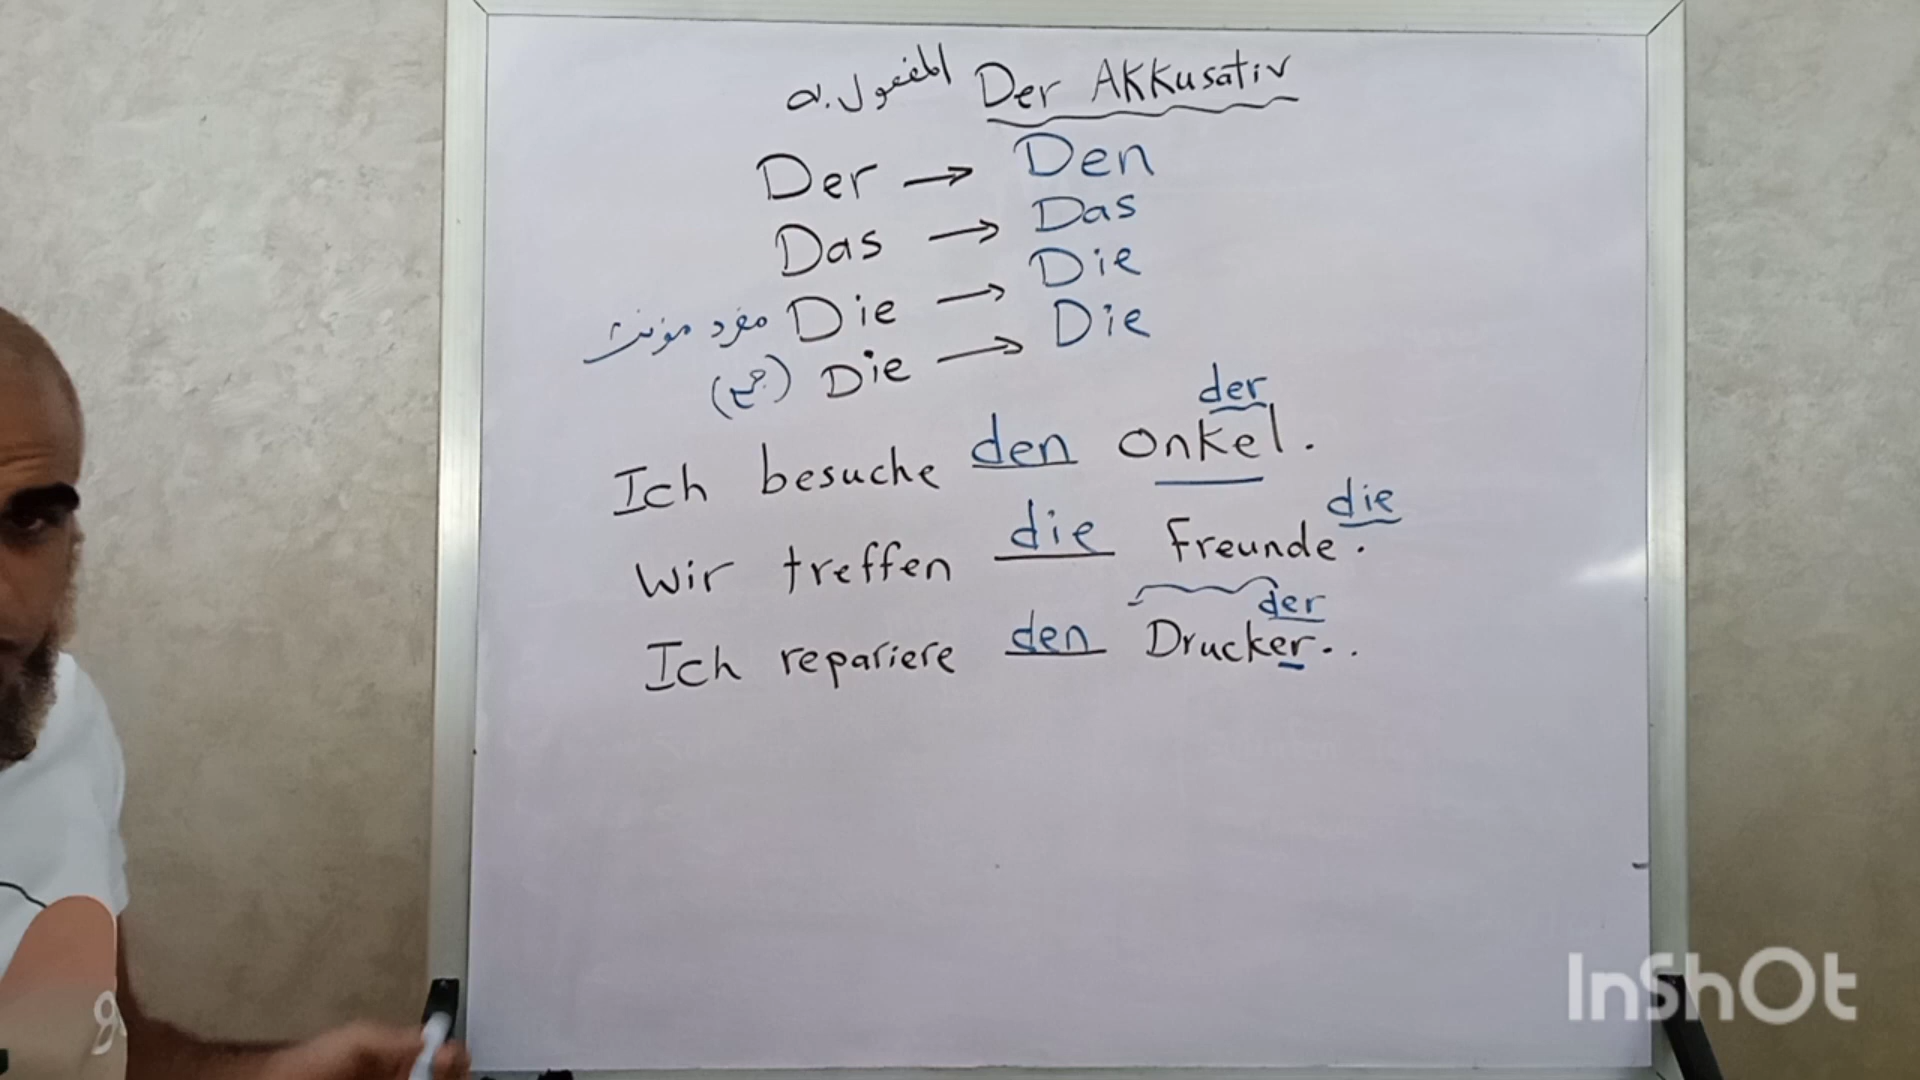 المفعول به Der AKKusativ
Der → Den
Das → Das
مفرد مؤنث Die → Die
(جمع) Die → Die
der
Ich besuche den onkel.
die
Wir treffen die Freunde.
der
Ich repariere den Drucker..
InShOt